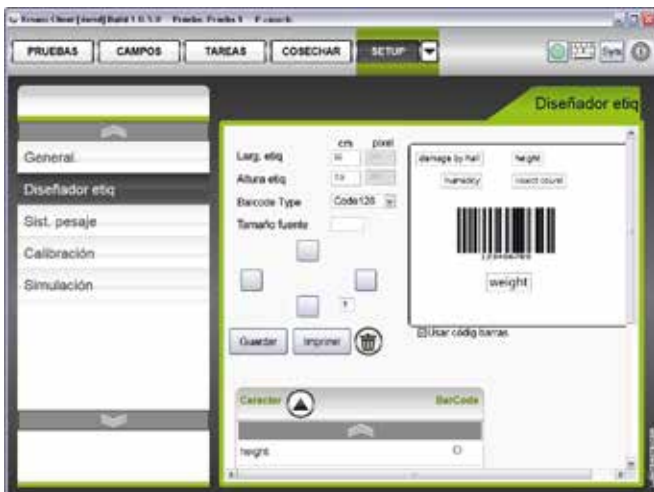 PRUEBAS
CAMPOS
TAREAS
COSECHAR
SETUP
Diseñador etiq
General
Diseñador etiq
Sist. pesaje
Calibración
Simulación
cm pixel
Larg. etiq
Altura etiq
Barcode Type Code128
Tamaño fuente
damage by hail height
humidity insect count
weight
Guardar
Imprimir
Usar códig barras
Caracter
BarCode
height